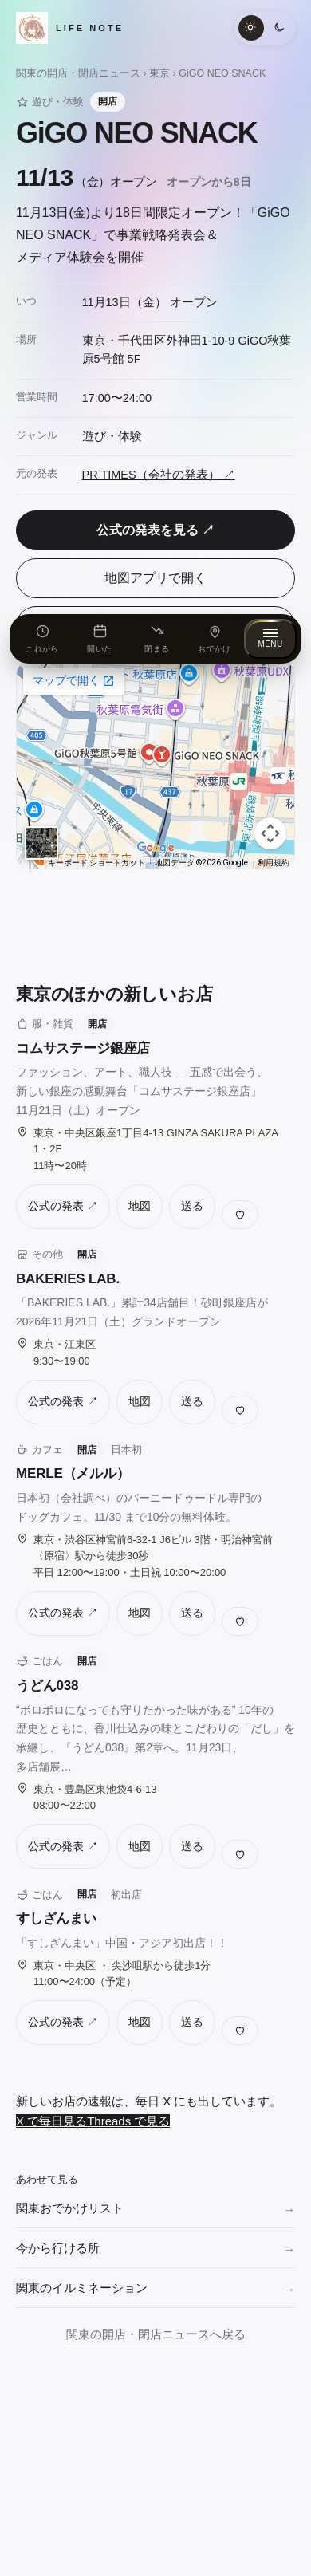 LIFE NOTE
関東の開店・閉店ニュース › 東京 › GiGO NEO SNACK
遊び・体験 開店
GiGO NEO SNACK
11/13（金）オープン オープンから8日
11月13日(金)より18日間限定オープン！「GiGO
NEO SNACK」で事業戦略発表会＆
メディア体験会を開催
いつ 11月13日（金） オープン
場所 東京・千代田区外神田1-10-9 GiGO秋葉
原5号館 5F
営業時間 17:00〜24:00
ジャンル 遊び・体験
元の発表 PR TIMES（会社の発表） ↗
公式の発表を見る ↗
地図アプリで開く
これから 開いた 閉まる おでかけ MENU
マップで開く
秋葉原店
秋葉原UDX
秋葉原電気街
405
GiGO秋葉原5号館
GiGO NEO SNACK
上越新幹線
秋葉原
JR
17
437
中央本線
東北新幹線
Google
キーボード ショートカット 地図データ ©2026 Google 利用規約
東京のほかの新しいお店
服・雑貨 開店
コムサステージ銀座店
ファッション、アート、職人技 — 五感で出会う、
新しい銀座の感動舞台「コムサステージ銀座店」
11月21日（土）オープン
東京・中央区銀座1丁目4-13 GINZA SAKURA PLAZA
1・2F
11時〜20時
公式の発表 ↗ 地図 送る
その他 開店
BAKERIES LAB.
「BAKERIES LAB.」累計34店舗目！砂町銀座店が
2026年11月21日（土）グランドオープン
東京・江東区
9:30〜19:00
公式の発表 ↗ 地図 送る
カフェ 開店 日本初
MERLE（メルル）
日本初（会社調べ）のバーニードゥードル専門の
ドッグカフェ。11/30 まで10分の無料体験。
東京・渋谷区神宮前6-32-1 J6ビル 3階・明治神宮前
〈原宿〉駅から徒歩30秒
平日 12:00〜19:00・土日祝 10:00〜20:00
公式の発表 ↗ 地図 送る
ごはん 開店
うどん038
“ボロボロになっても守りたかった味がある” 10年の
歴史とともに、香川仕込みの味とこだわりの「だし」を
承継し、『うどん038』第2章へ。11月23日、
多店舗展…
東京・豊島区東池袋4-6-13
08:00〜22:00
公式の発表 ↗ 地図 送る
ごはん 開店 初出店
すしざんまい
「すしざんまい」中国・アジア初出店！！
東京・中央区 ・ 尖沙咀駅から徒歩1分
11:00〜24:00（予定）
公式の発表 ↗ 地図 送る
新しいお店の速報は、毎日 X にも出しています。
X で毎日見るThreads で見る
あわせて見る
関東おでかけリスト →
今から行ける所 →
関東のイルミネーション →
関東の開店・閉店ニュースへ戻る